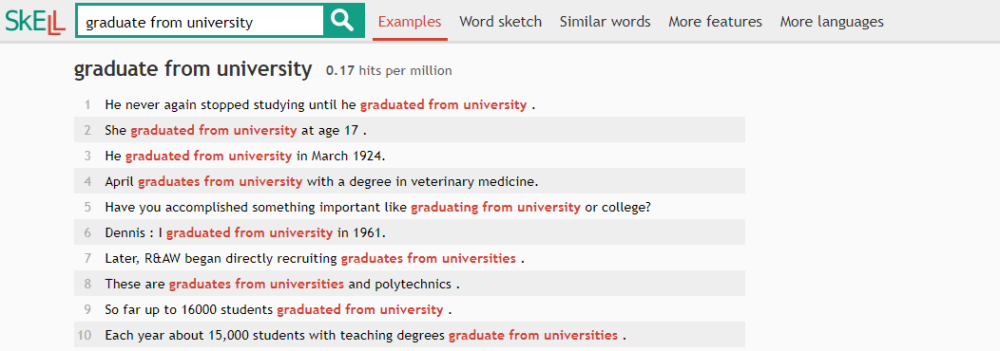 SKELL graduate from university Examples Word sketch Similar words More features More languages
graduate from university 0.17 hits per million
1 He never again stopped studying until he graduated from university .
2 She graduated from university at age 17 .
3 He graduated from university in March 1924.
4 April graduates from university with a degree in veterinary medicine.
5 Have you accomplished something important like graduating from university or college?
6 Dennis : I graduated from university in 1961.
7 Later, R&AW began directly recruiting graduates from universities .
8 These are graduates from universities and polytechnics .
9 So far up to 16000 students graduated from university .
10 Each year about 15,000 students with teaching degrees graduate from universities .